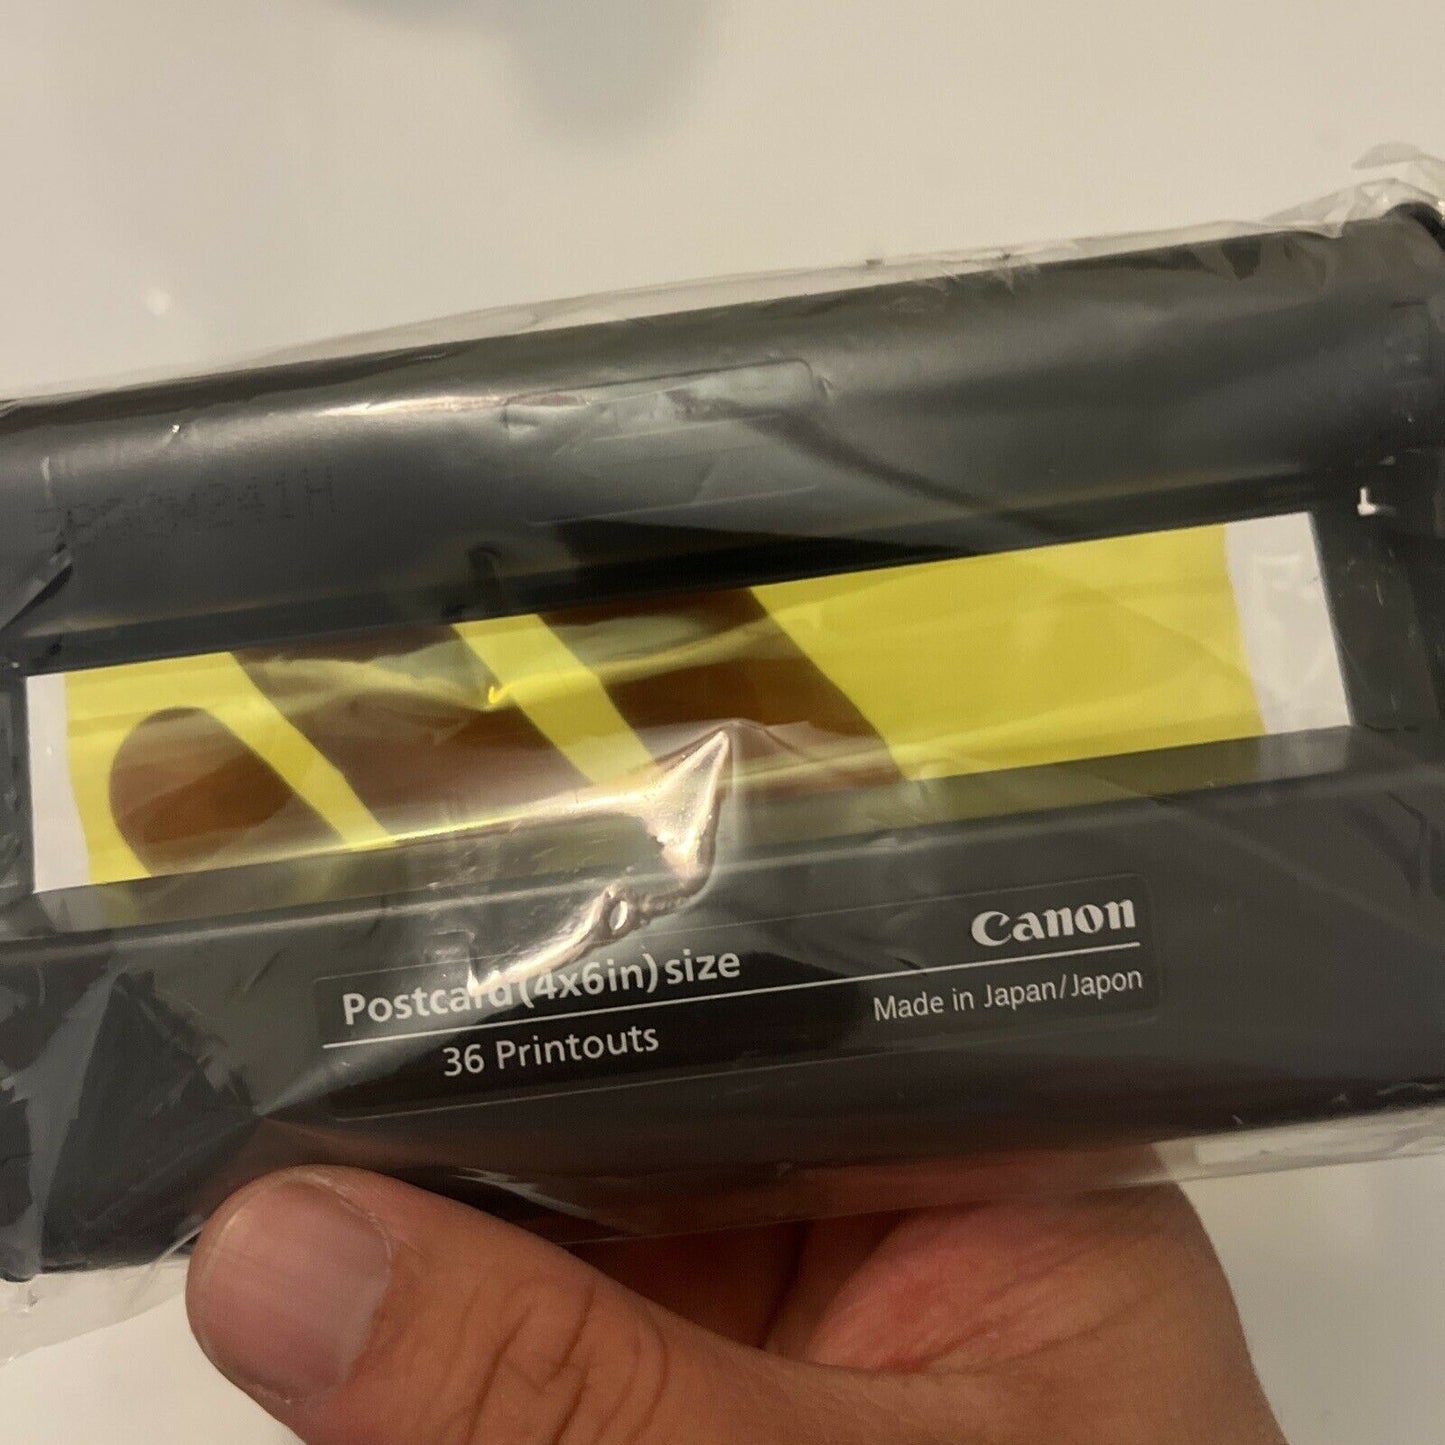 Postcard(4x6in)size
36 Printouts
Canon
Made in Japan/Japon